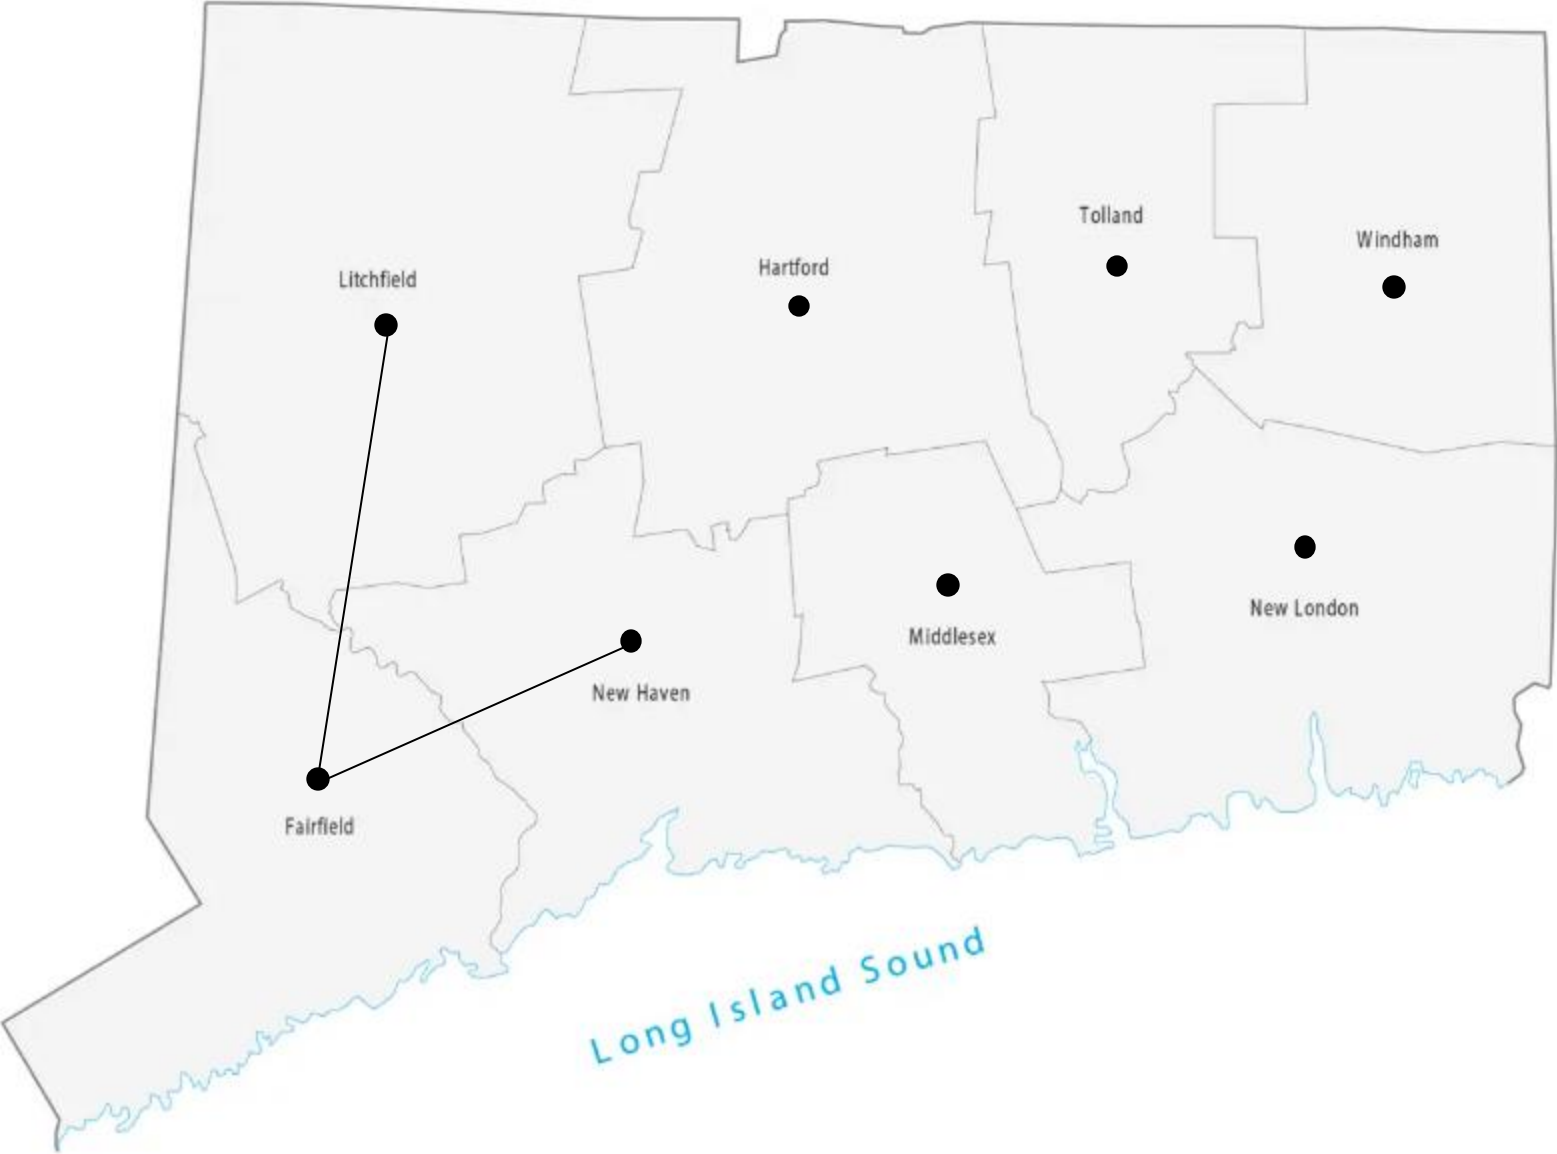 Tolland
Windham
Hartford
Litchfield
New London
Middlesex
New Haven
Fairfield
Long Island Sound